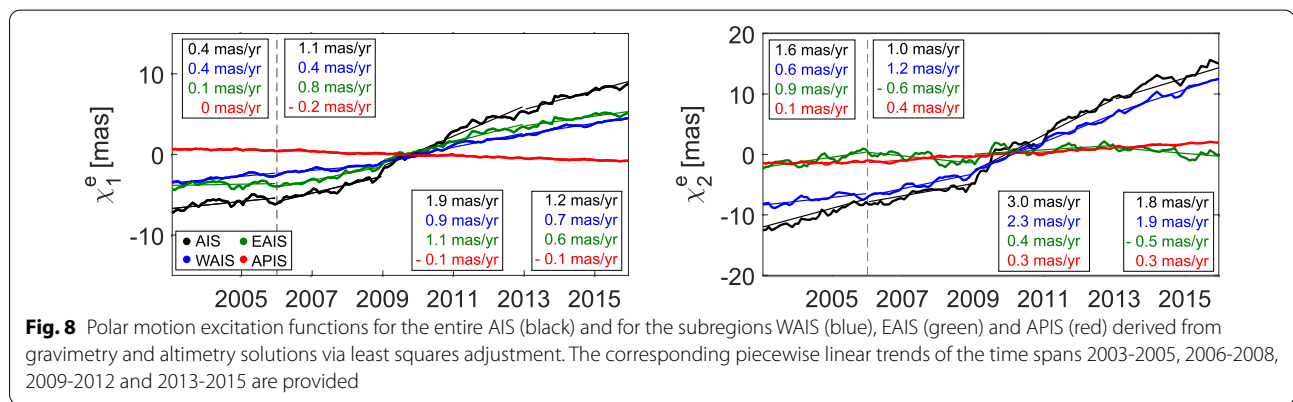 0.4 mas/yr
0.4 mas/yr
0.1 mas/yr
0 mas/yr
1.1 mas/yr
0.4 mas/yr
0.8 mas/yr
- 0.2 mas/yr
10
0
-10
χ₁ᵉ [mas]
1.9 mas/yr
0.9 mas/yr
1.1 mas/yr
- 0.1 mas/yr
1.2 mas/yr
0.7 mas/yr
0.6 mas/yr
- 0.1 mas/yr
AIS EAIS
WAIS APIS
2005 2007 2009 2011 2013 2015
20
10
0
-10
-20
χ₂ᵉ [mas]
1.6 mas/yr
0.6 mas/yr
0.9 mas/yr
0.1 mas/yr
1.0 mas/yr
1.2 mas/yr
- 0.6 mas/yr
0.4 mas/yr
3.0 mas/yr
2.3 mas/yr
0.4 mas/yr
0.3 mas/yr
1.8 mas/yr
1.9 mas/yr
- 0.5 mas/yr
0.3 mas/yr
2005 2007 2009 2011 2013 2015
Fig. 8 Polar motion excitation functions for the entire AIS (black) and for the subregions WAIS (blue), EAIS (green) and APIS (red) derived from
gravimetry and altimetry solutions via least squares adjustment. The corresponding piecewise linear trends of the time spans 2003-2005, 2006-2008,
2009-2012 and 2013-2015 are provided